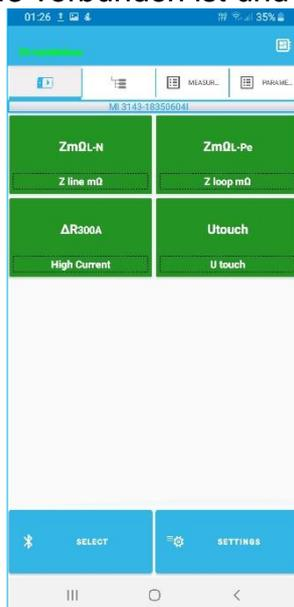 01:26 35%
MEASUR... PARAME...
MI 3143-18350604I
ZmΩL-N ZmΩL-Pe
Z line mΩ Z loop mΩ
ΔR300A Utouch
High Current U touch
SELECT SETTINGS